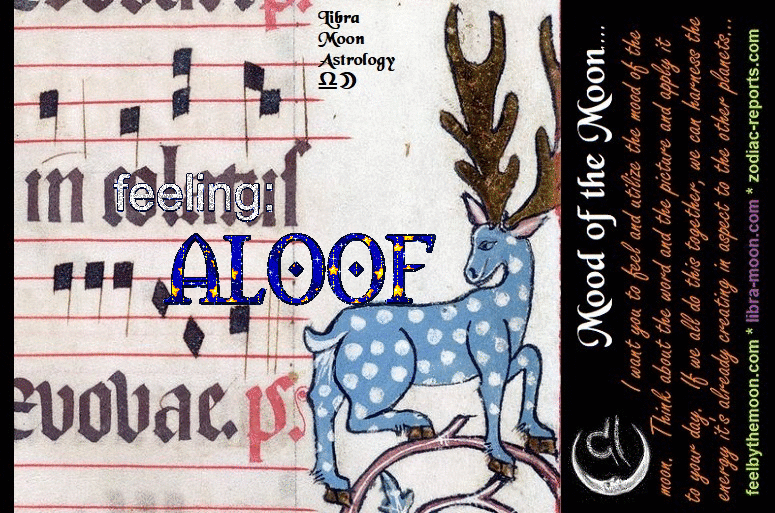 Libra
Moon
Astrology
♎☽
in
feeling:
ALOOF
evovae. p
Mood of the Moon....
I want you to feel and utilize the mood of the
moon. Think about the word and the picture and apply it
to your day. If we all do this together, we can harness the
energy it's already creating in aspect to the other planets...
feelbythemoon.com * libra-moon.com * zodiac-reports.com